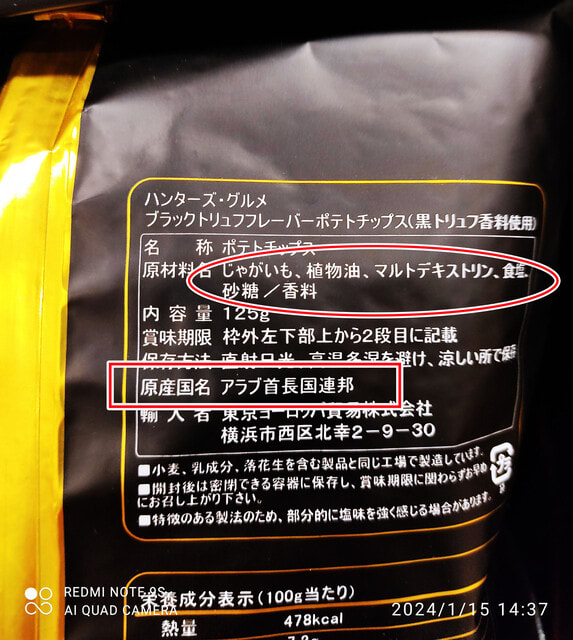 ハンターズ・グルメ
ブラックトリュフフレーバーポテトチップス(黒トリュフ香料使用)
名称 ポテトチップス
原材料名 じゃがいも、植物油、マルトデキストリン、食塩、
砂糖／香料
内容量 125g
賞味期限 枠外左下部上から2段目に記載
保存方法 直射日光、高温多湿を避け、涼しい所で保存
原産国名 アラブ首長国連邦
輸入者 東京ヨーロッパ貿易株式会社
横浜市西区北幸2-9-30
■小麦、乳成分、落花生を含む製品と同じ工場で製造しています。
■開封後は密閉できる容器に保存し、賞味期限に関わらずお早め
にお召し上がり下さい。
■特徴のある製法のため、部分的に塩味を強く感じる場合があります。
プラ
栄養成分表示(100g当たり)
熱量 478kcal
REDMI NOTE 9S
AI QUAD CAMERA
2024/1/15 14:37